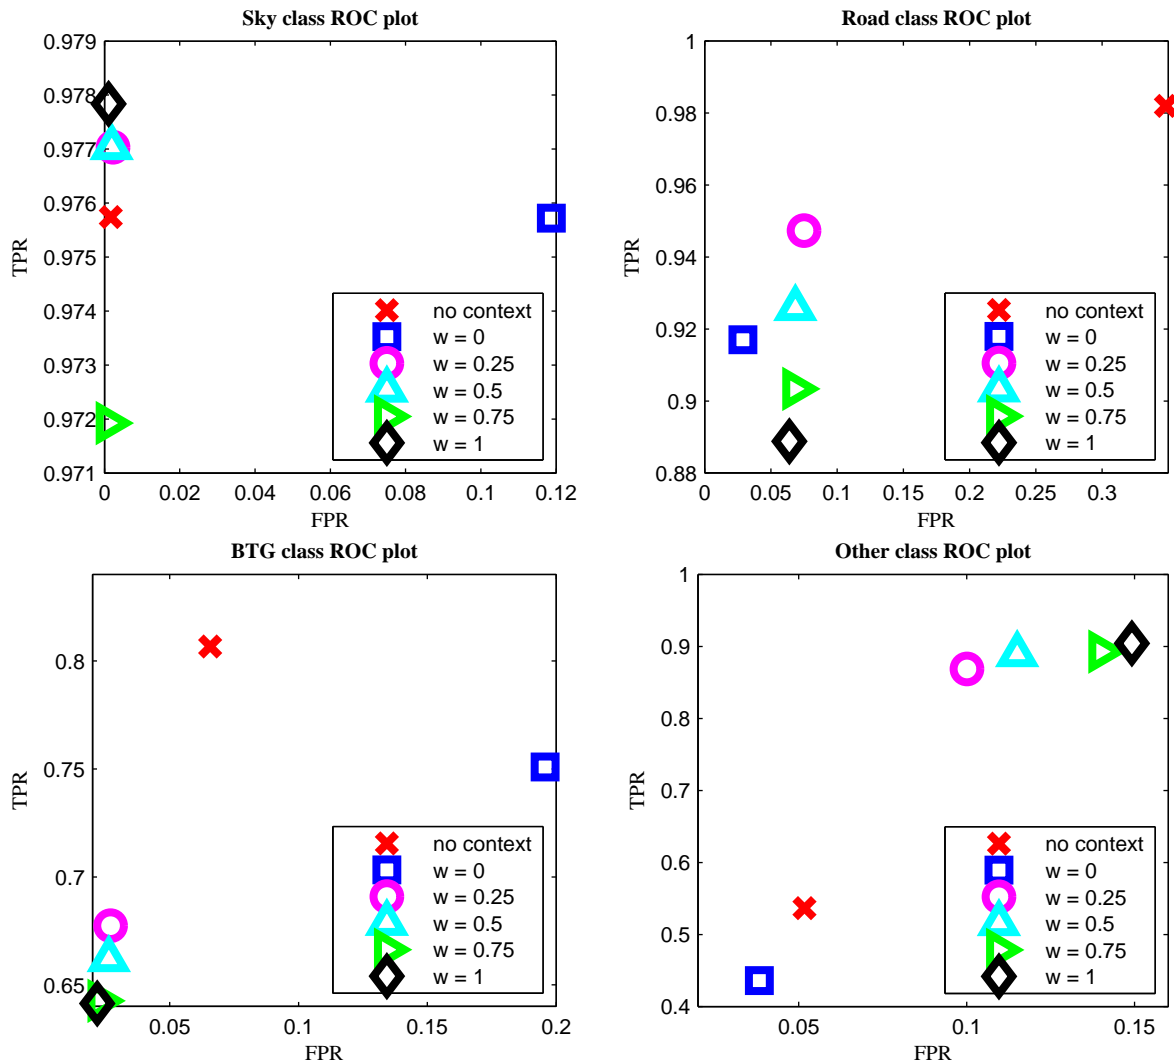 Sky class ROC plot
0.979
0.978
0.977
0.976
0.975
0.974
0.973
0.972
0.971
TPR
0 0.02 0.04 0.06 0.08 0.1 0.12
FPR
no context
w = 0
w = 0.25
w = 0.5
w = 0.75
w = 1
Road class ROC plot
1
0.98
0.96
0.94
0.92
0.9
0.88
TPR
0 0.05 0.1 0.15 0.2 0.25 0.3
FPR
no context
w = 0
w = 0.25
w = 0.5
w = 0.75
w = 1
BTG class ROC plot
0.8
0.75
0.7
0.65
TPR
0.05 0.1 0.15 0.2
FPR
no context
w = 0
w = 0.25
w = 0.5
w = 0.75
w = 1
Other class ROC plot
1
0.9
0.8
0.7
0.6
0.5
0.4
TPR
0.05 0.1 0.15
FPR
no context
w = 0
w = 0.25
w = 0.5
w = 0.75
w = 1